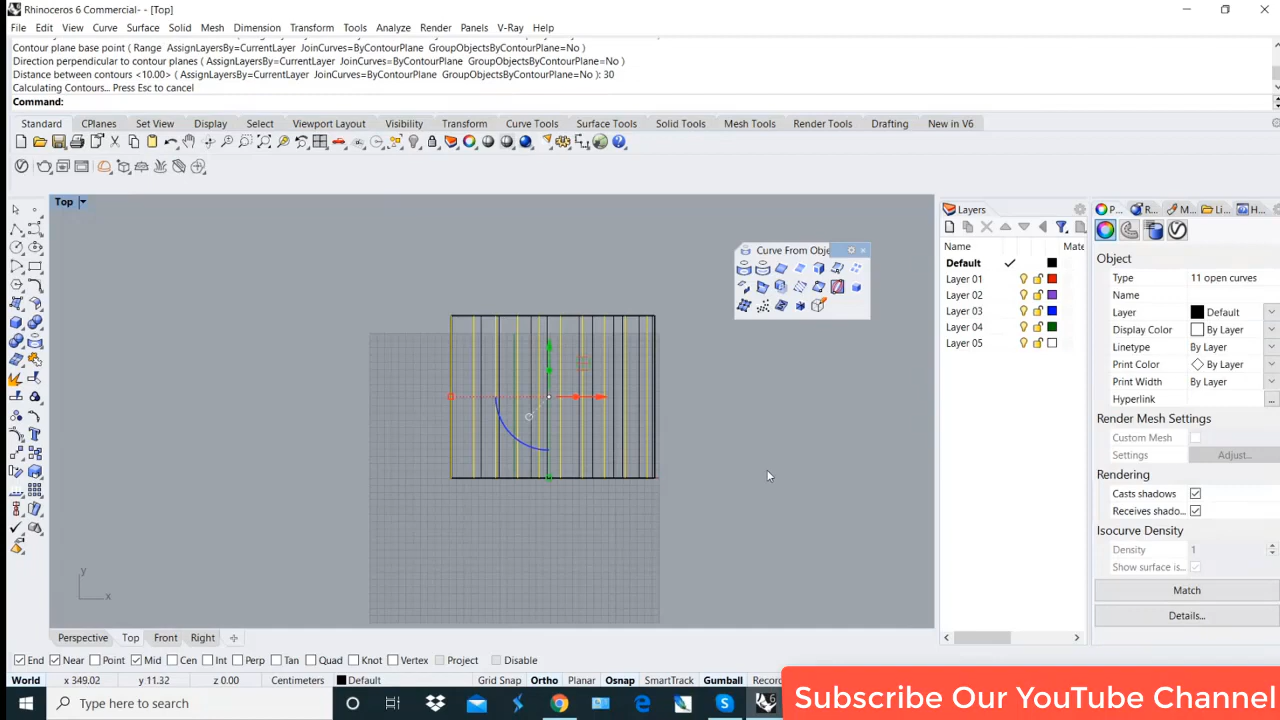 Rhinoceros 6 Commercial- - [Top]
File Edit View Curve Surface Solid Mesh Dimension Transform Tools Analyze Render Panels V-Ray Help
Contour plane base point ( Range AssignLayersBy=CurrentLayer JoinCurves=ByContourPlane GroupObjectsByContourPlane=No )
Direction perpendicular to contour planes ( AssignLayersBy=CurrentLayer JoinCurves=ByContourPlane GroupObjectsByContourPlane=No )
Distance between contours <10.00> ( AssignLayersBy=CurrentLayer JoinCurves=ByContourPlane GroupObjectsByContourPlane=No ): 30
Calculating Contours... Press Esc to cancel
Command:
Standard CPlanes Set View Display Select Viewport Layout Visibility Transform Curve Tools Surface Tools Solid Tools Mesh Tools Render Tools Drafting New in V6
Top
Curve From Obje
y
x
Layers
Name Mate
Default
Layer 01
Layer 02
Layer 03
Layer 04
Layer 05
P... R... M... Li... H...
Object
Type 11 open curves
Name
Layer Default
Display Color By Layer
Linetype By Layer
Print Color By Layer
Print Width By Layer
Hyperlink ...
Render Mesh Settings
Custom Mesh
Settings Adjust...
Rendering
Casts shadows
Receives shado...
Isocurve Density
Density 1
Show surface is...
Match
Details...
Perspective Top Front Right
End Near Point Mid Cen Int Perp Tan Quad Knot Vertex Project Disable
World x 349.02 y 11.32 z 0.00 Centimeters Default Grid Snap Ortho Planar Osnap SmartTrack Gumball Record
Type here to search
Subscribe Our YouTube Channel